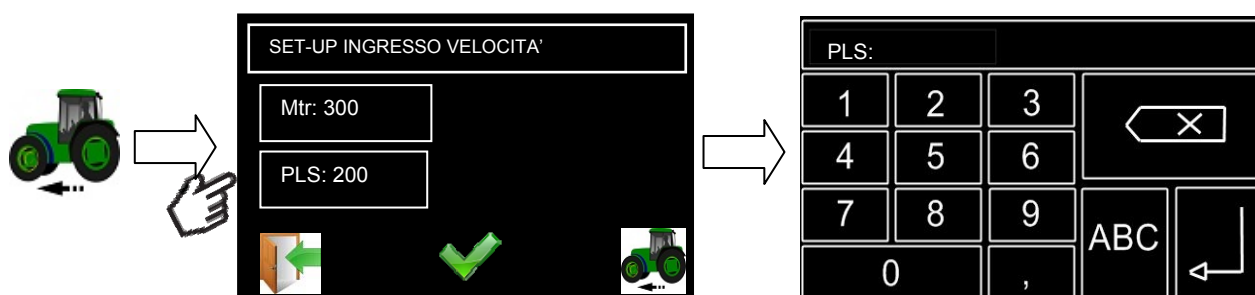 SET-UP INGRESSO VELOCITA'
Mtr: 300
PLS: 200
PLS:
1 2 3
4 5 6
7 8 9
ABC
0 ,